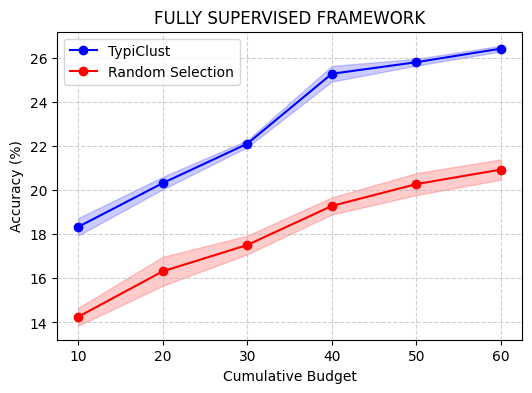 FULLY SUPERVISED FRAMEWORK
TypiClust
Random Selection
Accuracy (%)
26
24
22
20
18
16
14
10 20 30 40 50 60
Cumulative Budget